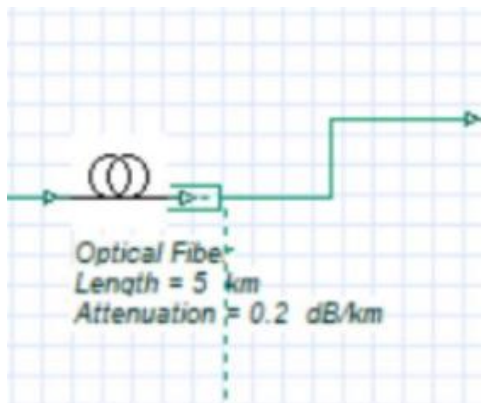 Optical Fibe
Length = 5 km
Attenuation = 0.2 dB/km